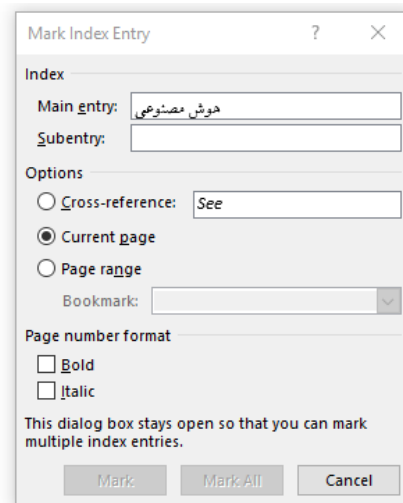 Mark Index Entry ?
Index
Main entry: هوش مصنوعی
Subentry:
Options
Cross-reference: See
Current page
Page range
Bookmark:
Page number format
Bold
Italic
This dialog box stays open so that you can mark
multiple index entries.
Mark Mark All Cancel